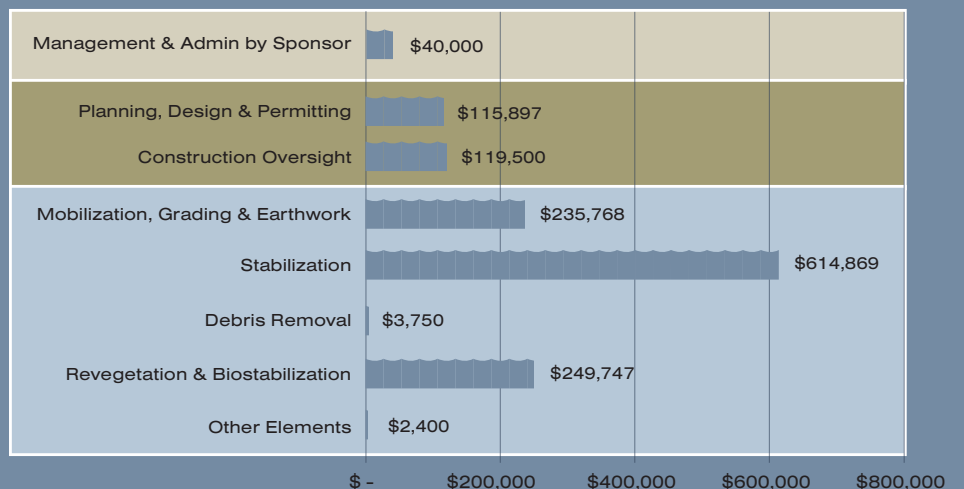 Management & Admin by Sponsor $40,000
Planning, Design & Permitting $115,897
Construction Oversight $119,500
Mobilization, Grading & Earthwork $235,768
Stabilization $614,869
Debris Removal $3,750
Revegetation & Biostabilization $249,747
Other Elements $2,400
$ - $200,000 $400,000 $600,000 $800,000